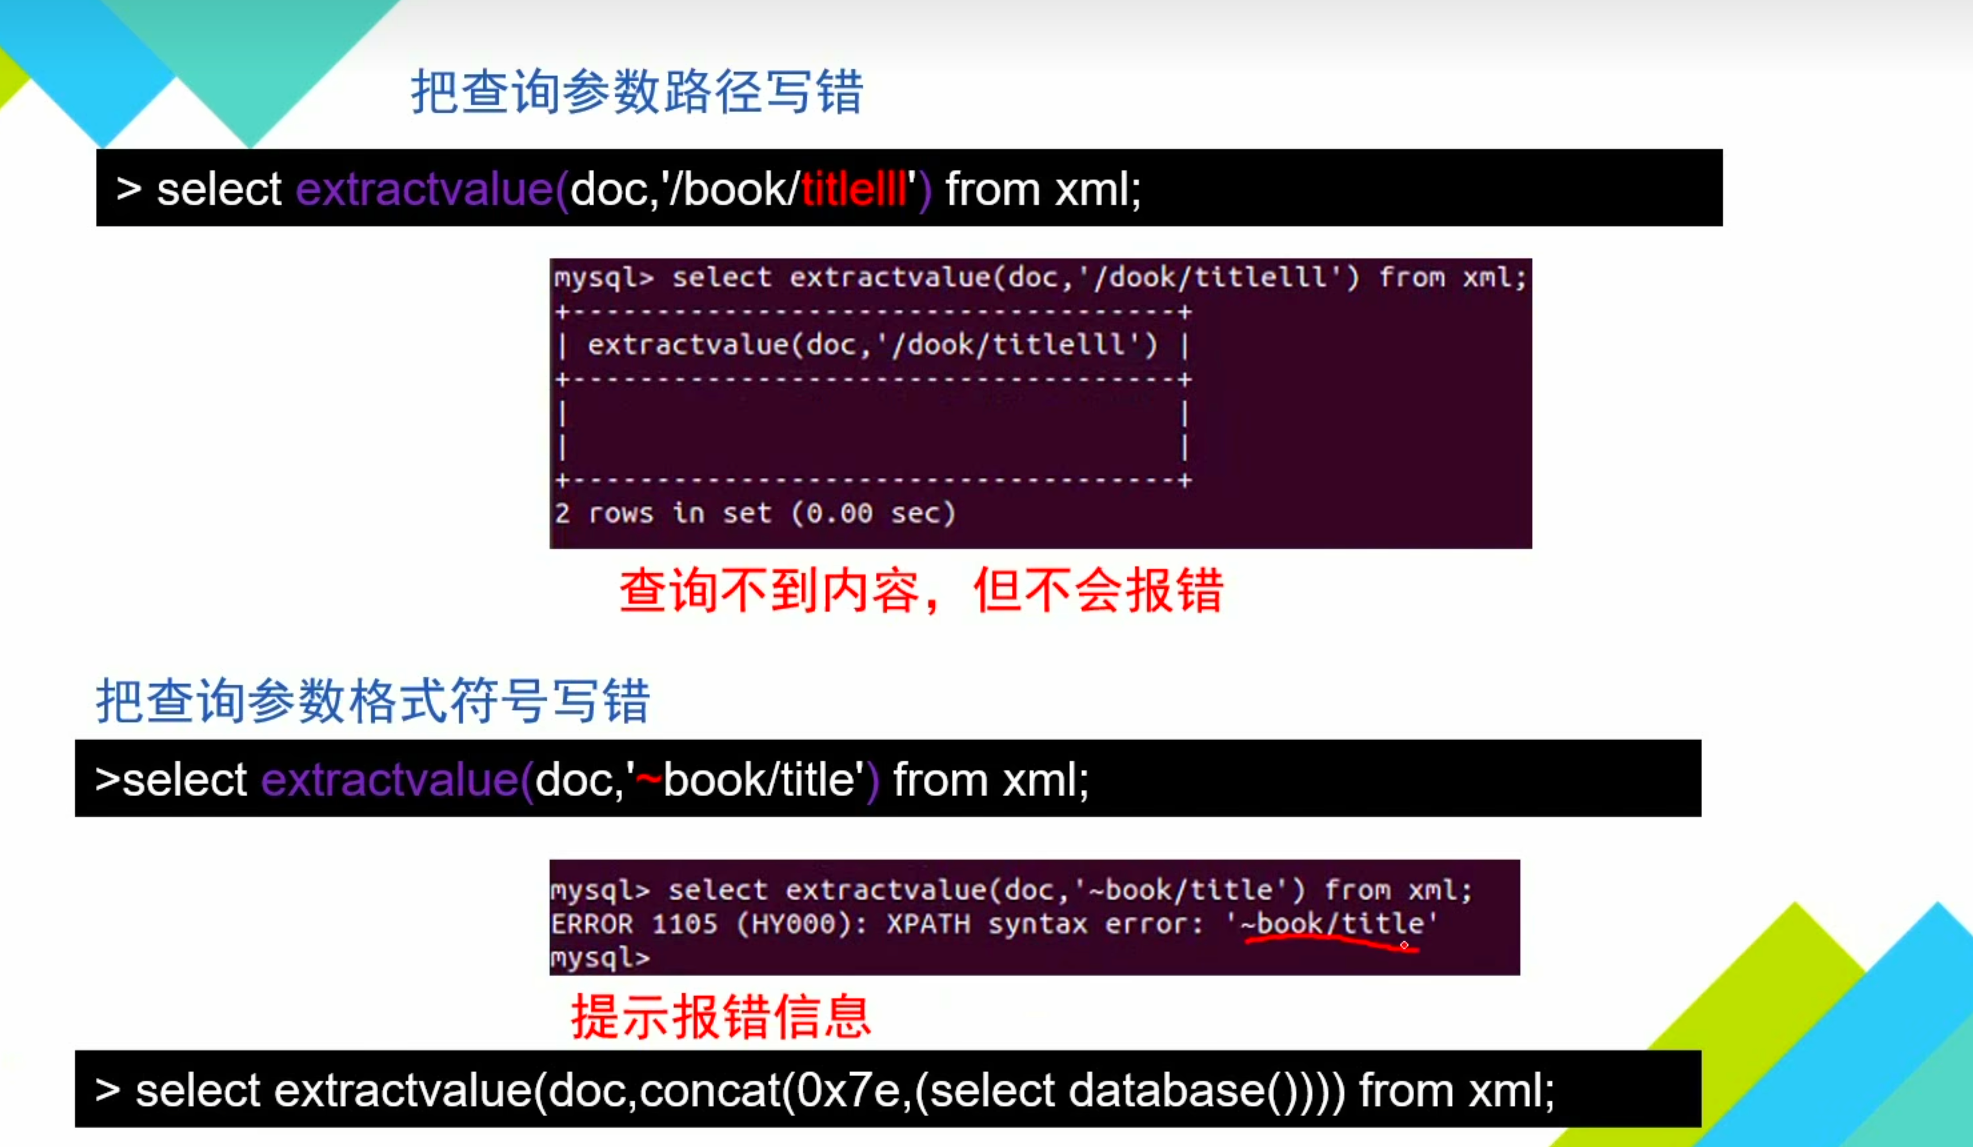 把查询参数路径写错
> select extractvalue(doc,'/book/titlelll') from xml;
mysql> select extractvalue(doc,'/dook/titlelll') from xml;
+------------------------------------+
| extractvalue(doc,'/dook/titlelll') |
+------------------------------------+
|                                    |
|                                    |
+------------------------------------+
2 rows in set (0.00 sec)
查询不到内容，但不会报错
把查询参数格式符号写错
>select extractvalue(doc,'~book/title') from xml;
mysql> select extractvalue(doc,'~book/title') from xml;
ERROR 1105 (HY000): XPATH syntax error: '~book/title'
mysql>
提示报错信息
> select extractvalue(doc,concat(0x7e,(select database()))) from xml;